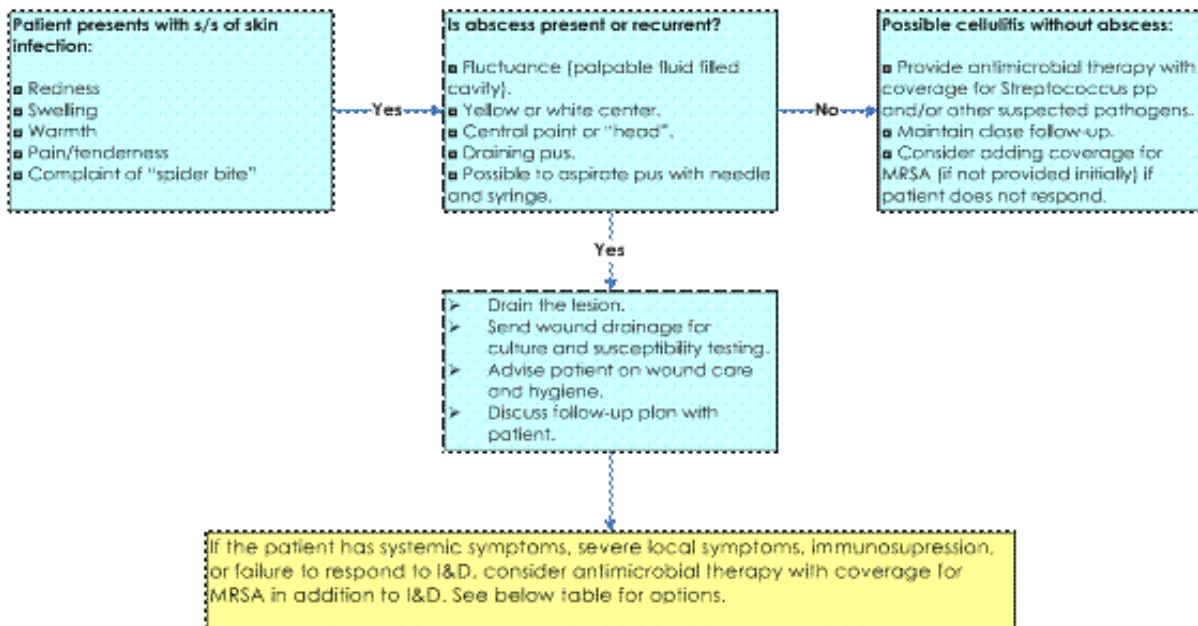 Patient presents with s/s of skin
infection:
Redness
Swelling
Warmth
Pain/tenderness
Complaint of “spider bite”
Yes
Is abscess present or recurrent?
Fluctuance (palpable fluid filled
cavity).
Yellow or white center.
Central point or “head”.
Draining pus.
Possible to aspirate pus with needle
and syringe.
No
Possible cellulitis without abscess:
Provide antimicrobial therapy with
coverage for Streptococcus pp
and/or other suspected pathogens.
Maintain close follow-up.
Consider adding coverage for
MRSA (if not provided initially) if
patient does not respond.
Yes
Drain the lesion.
Send wound drainage for
culture and susceptibility testing.
Advise patient on wound care
and hygiene.
Discuss follow-up plan with
patient.
If the patient has systemic symptoms, severe local symptoms, immunosupression,
or failure to respond to I&D, consider antimicrobial therapy with coverage for
MRSA in addition to I&D. See below table for options.